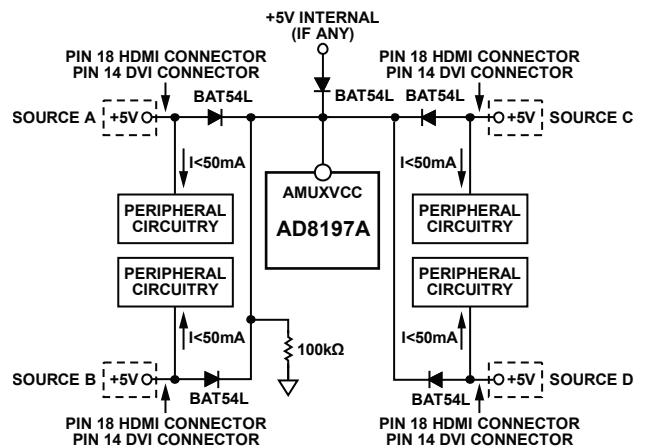 +5V INTERNAL
(IF ANY)
PIN 18 HDMI CONNECTOR
PIN 14 DVI CONNECTOR
PIN 18 HDMI CONNECTOR
PIN 14 DVI CONNECTOR
BAT54L
BAT54L
BAT54L
SOURCE A
+5V
+5V
SOURCE C
I<50mA
I<50mA
AMUXVCC
AD8197A
PERIPHERAL
CIRCUITRY
PERIPHERAL
CIRCUITRY
PERIPHERAL
CIRCUITRY
PERIPHERAL
CIRCUITRY
I<50mA
I<50mA
100kΩ
SOURCE B
+5V
+5V
SOURCE D
BAT54L
BAT54L
PIN 18 HDMI CONNECTOR
PIN 14 DVI CONNECTOR
PIN 18 HDMI CONNECTOR
PIN 14 DVI CONNECTOR